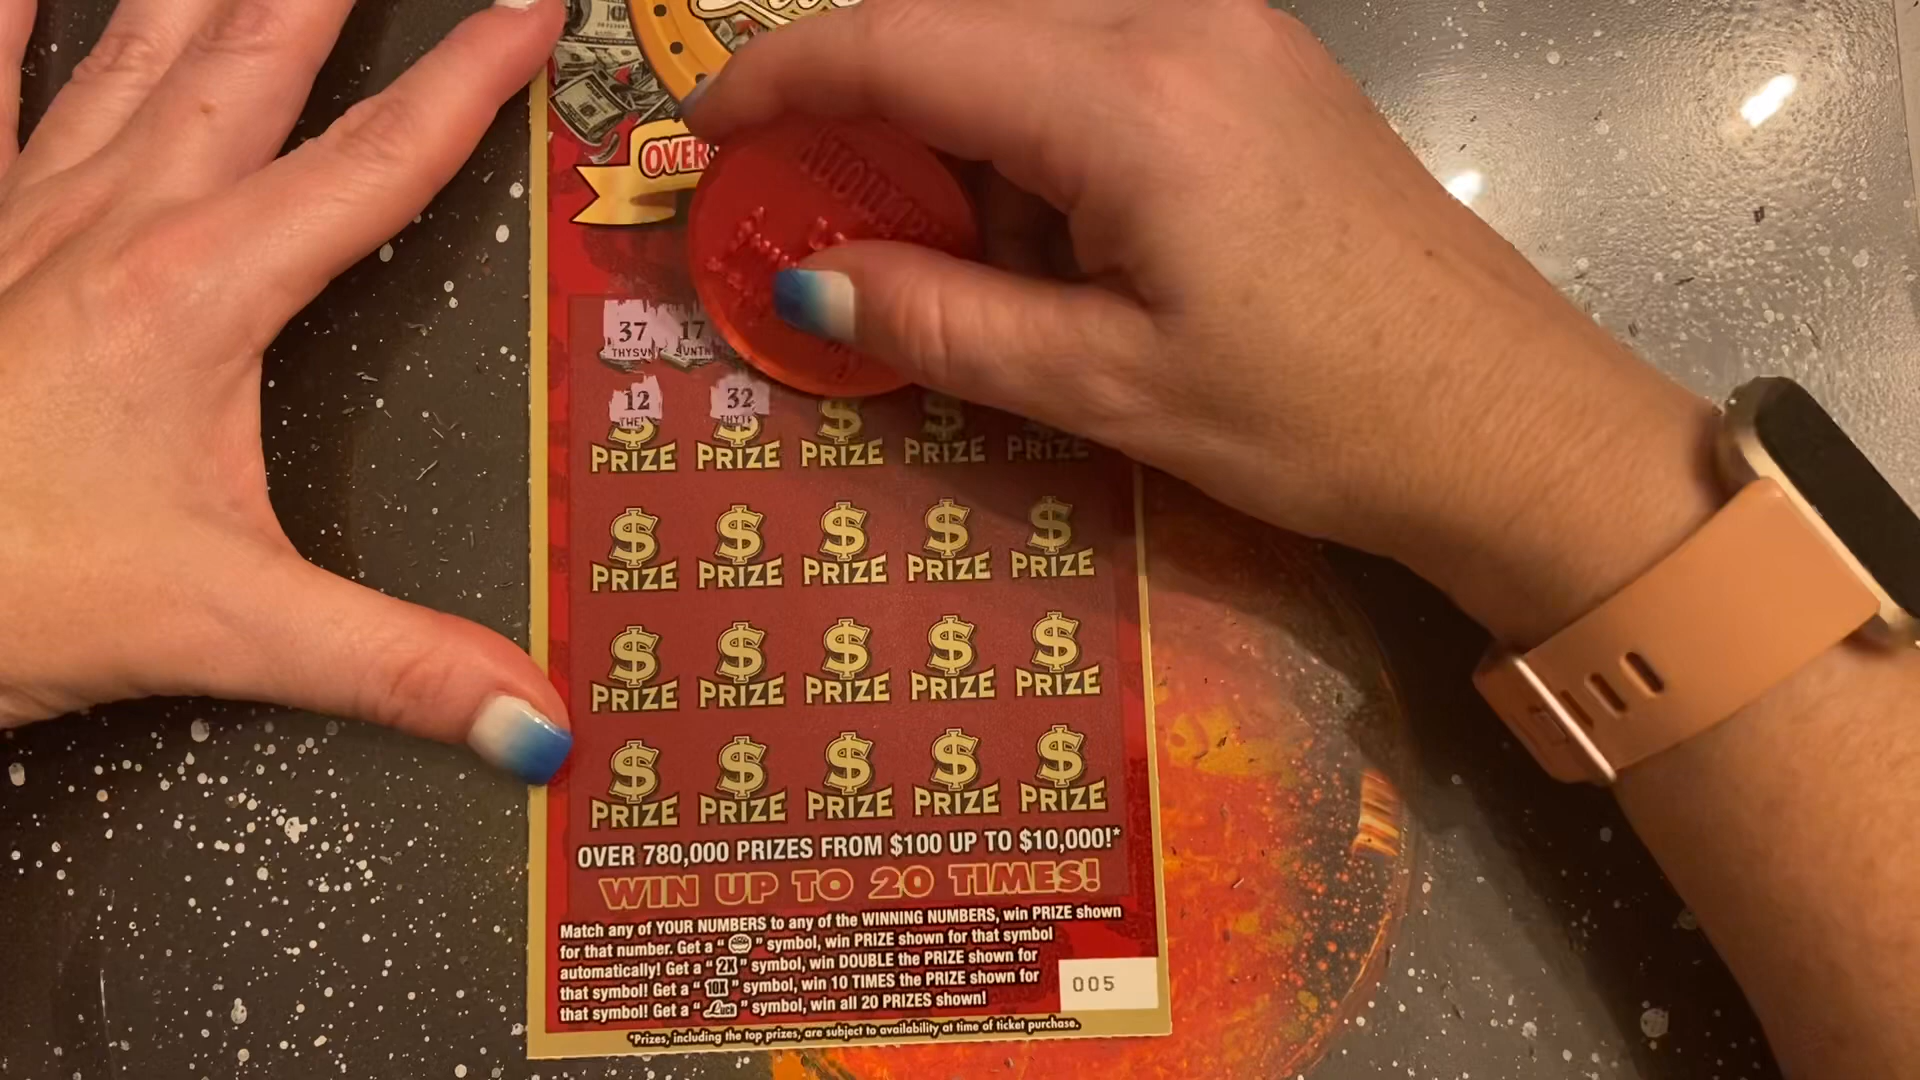 OVER
37 17
THYSVN SVNTN
12 32
PRIZE PRIZE PRIZE PRIZE PRIZE
$ $ $ $ $
PRIZE PRIZE PRIZE PRIZE PRIZE
$ $ $ $ $
PRIZE PRIZE PRIZE PRIZE PRIZE
$ $ $ $ $
PRIZE PRIZE PRIZE PRIZE PRIZE
OVER 780,000 PRIZES FROM $100 UP TO $10,000!*
WIN UP TO 20 TIMES!
Match any of YOUR NUMBERS to any of the WINNING NUMBERS, win PRIZE shown
for that number. Get a " " symbol, win PRIZE shown for that symbol
automatically! Get a "2X" symbol, win DOUBLE the PRIZE shown for
that symbol! Get a "10X" symbol, win 10 TIMES the PRIZE shown for
that symbol! Get a "Luck" symbol, win all 20 PRIZES shown!
005
*Prizes, including the top prizes, are subject to availability at time of ticket purchase.